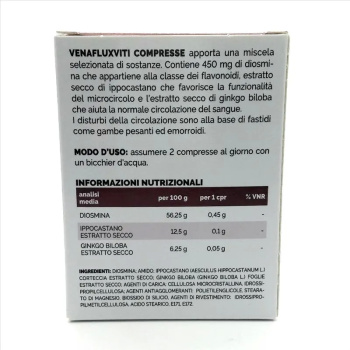 VENAFLUXVITI COMPRESSE apporta una miscela
selezionata di sostanze. Contiene 450 mg di diosmi-
na che appartiene alla classe dei flavonoidi, estratto
secco di ippocastano che favorisce la funzionalità
del microcircolo e l'estratto secco di ginkgo biloba
che aiuta la normale circolazione del sangue.
I disturbi della circolazione sono alla base di fastidi
come gambe pesanti ed emorroidi.
MODO D'USO: assumere 2 compresse al giorno con
un bicchier d'acqua.
INFORMAZIONI NUTRIZIONALI
analisi media per 100 g per 1 cpr % VNR
DIOSMINA 56,25 g 0,45 g -
IPPOCASTANO ESTRATTO SECCO 12,5 g 0,1 g -
GINKGO BILOBA ESTRATTO SECCO 6,25 g 0,05 g -
INGREDIENTI: DIOSMINA; AMIDO; IPPOCASTANO (AESCULUS HIPPOCASTANUM L.)
CORTECCIA ESTRATTO SECCO; GINKGO BILOBA (GINKGO BILOBA L.) FOGLIE
ESTRATTO SECCO; AGENTI DI CARICA: CELLULOSA MICROCRISTALLINA, IDROSSI-
PROPILCELLULOSA; AGENTI ANTIAGGLOMERANTI: POLIETILENGLICOLE, STEARA-
TO DI MAGNESIO, BIOSSIDO DI SILICIO, AGENTI DI RIVESTIMENTO: IDROSSIPRO-
PILMETILCELLULOSA, ACIDO STEARICO, E171, E172.